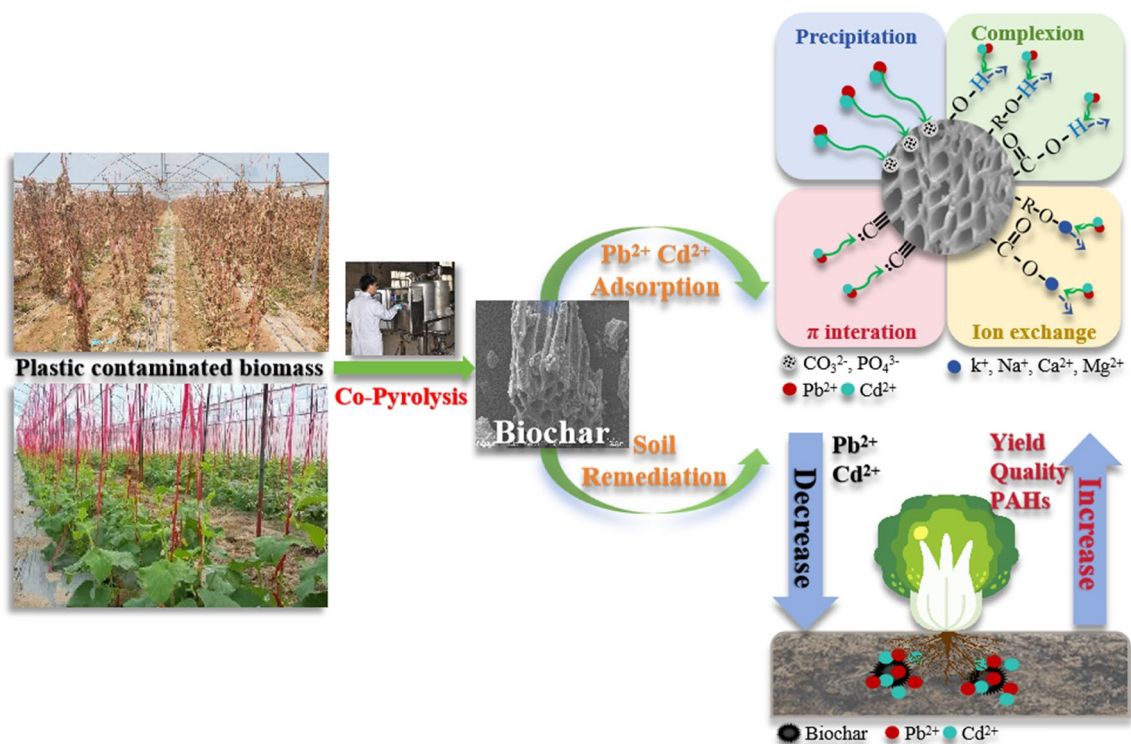 Plastic contaminated biomass
Co-Pyrolysis
Biochar
Pb²⁺ Cd²⁺
Adsorption
Soil
Remediation
Precipitation
Complexion
O-H
R-O-H
O
C-O-H
C
C
R-O
O
C-O
π interation
Ion exchange
CO₃²⁻, PO₄³⁻
k⁺, Na⁺, Ca²⁺, Mg²⁺
Pb²⁺ Cd²⁺
Decrease
Pb²⁺
Cd²⁺
Yield
Quality
PAHs
Increase
Biochar Pb²⁺ Cd²⁺